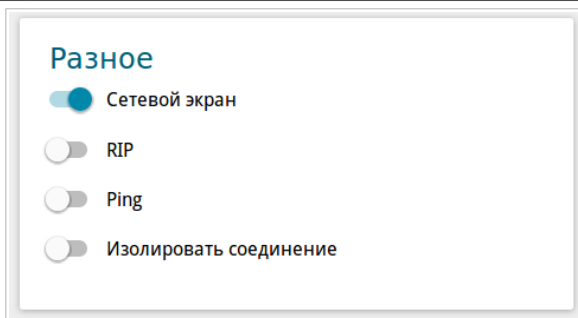 Разное
Сетевой экран
RIP
Ping
Изолировать соединение